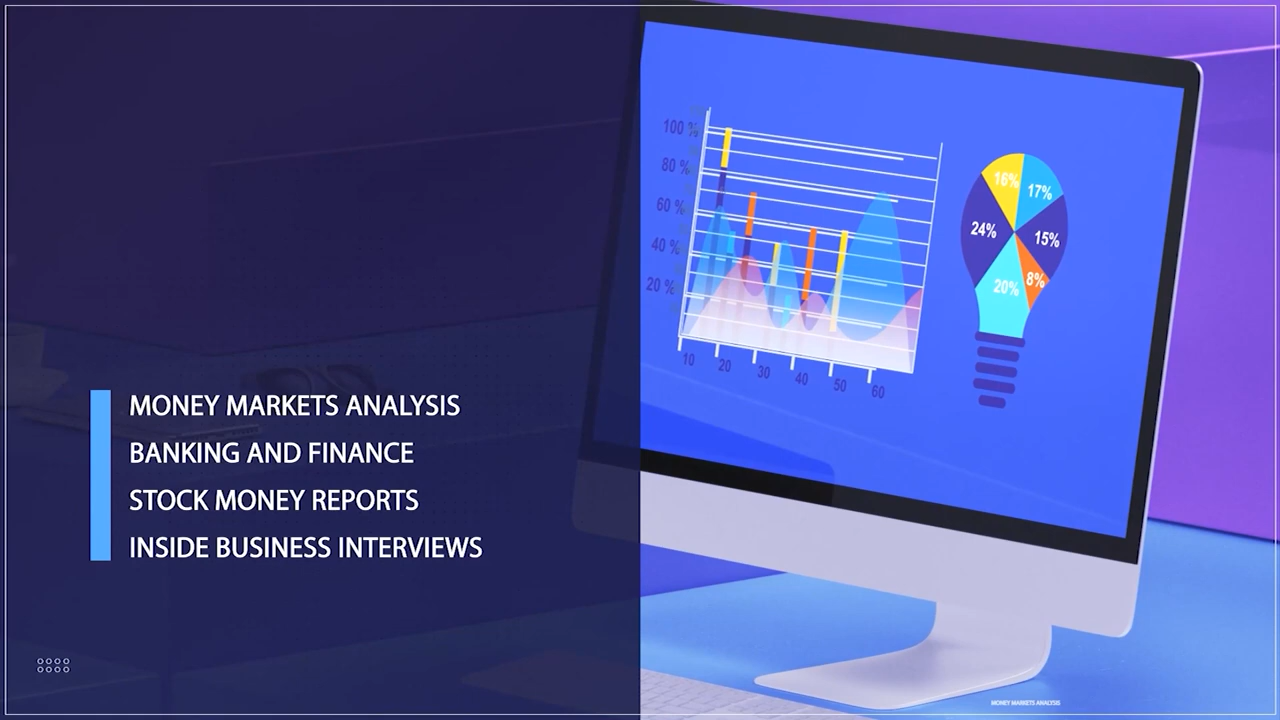 MONEY MARKETS ANALYSIS
BANKING AND FINANCE
STOCK MONEY REPORTS
INSIDE BUSINESS INTERVIEWS
100 %
80 %
60 %
40 %
20 %
10 20 30 40 50 60
16% 17%
24% 15%
20% 8%
MONEY MARKETS ANALYSIS